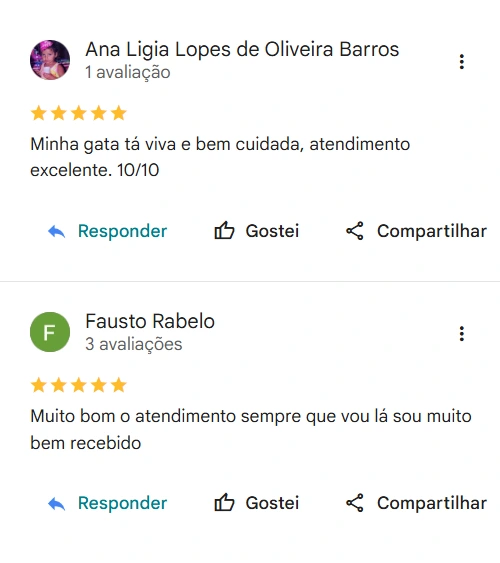 Ana Ligia Lopes de Oliveira Barros
1 avaliação
Minha gata tá viva e bem cuidada, atendimento
excelente. 10/10
Responder Gostei Compartilhar
F
Fausto Rabelo
3 avaliações
Muito bom o atendimento sempre que vou lá sou muito
bem recebido
Responder Gostei Compartilhar